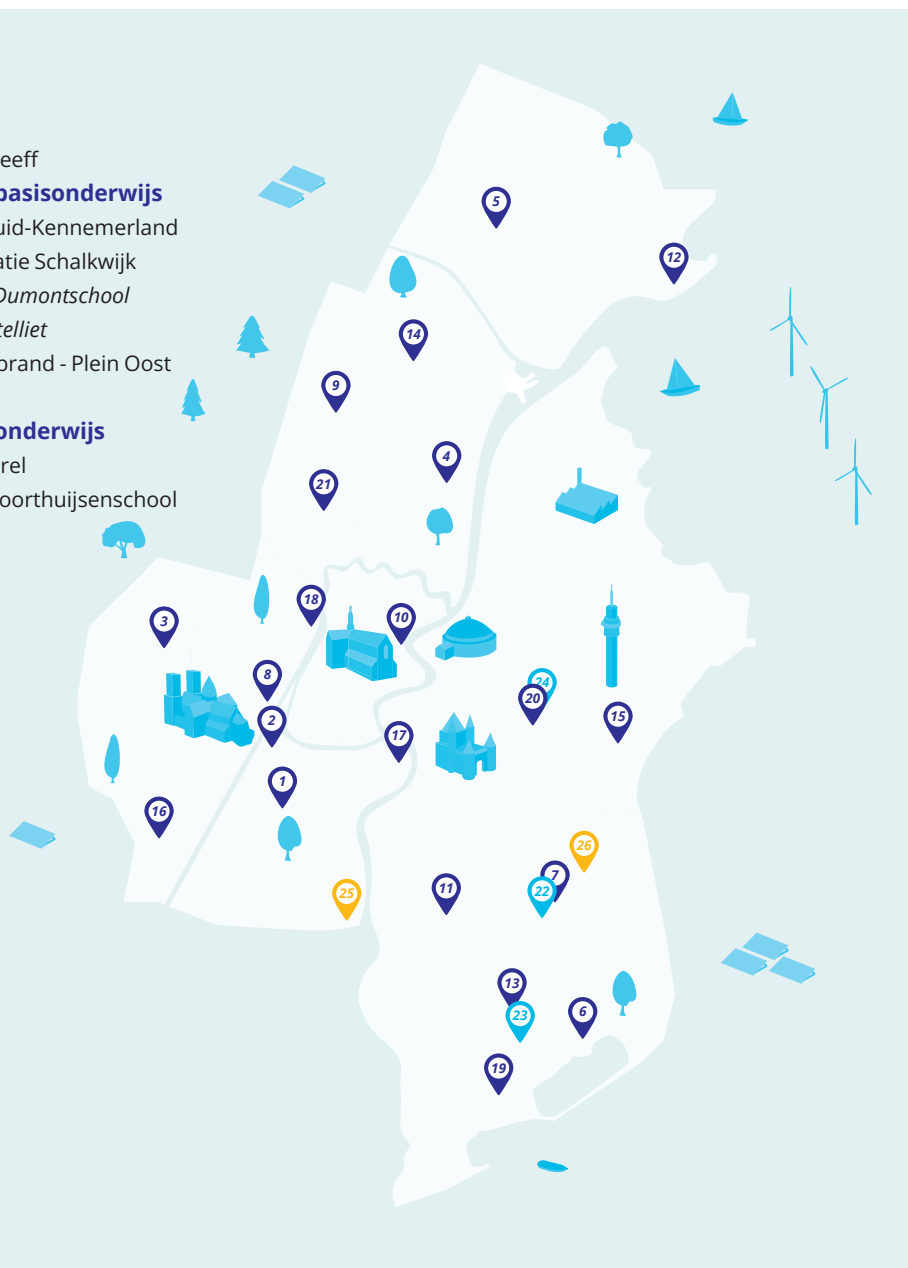 eeff
basisonderwijs
uid-Kennemerland
atie Schalkwijk
Dumontschool
telliet
brand - Plein Oost
onderwijs
rel
oorthuijsenschool
5
12
14
9
4
21
18
10
3
8
24
20
2
15
17
1
16
26
7
25
11
22
13
6
23
19